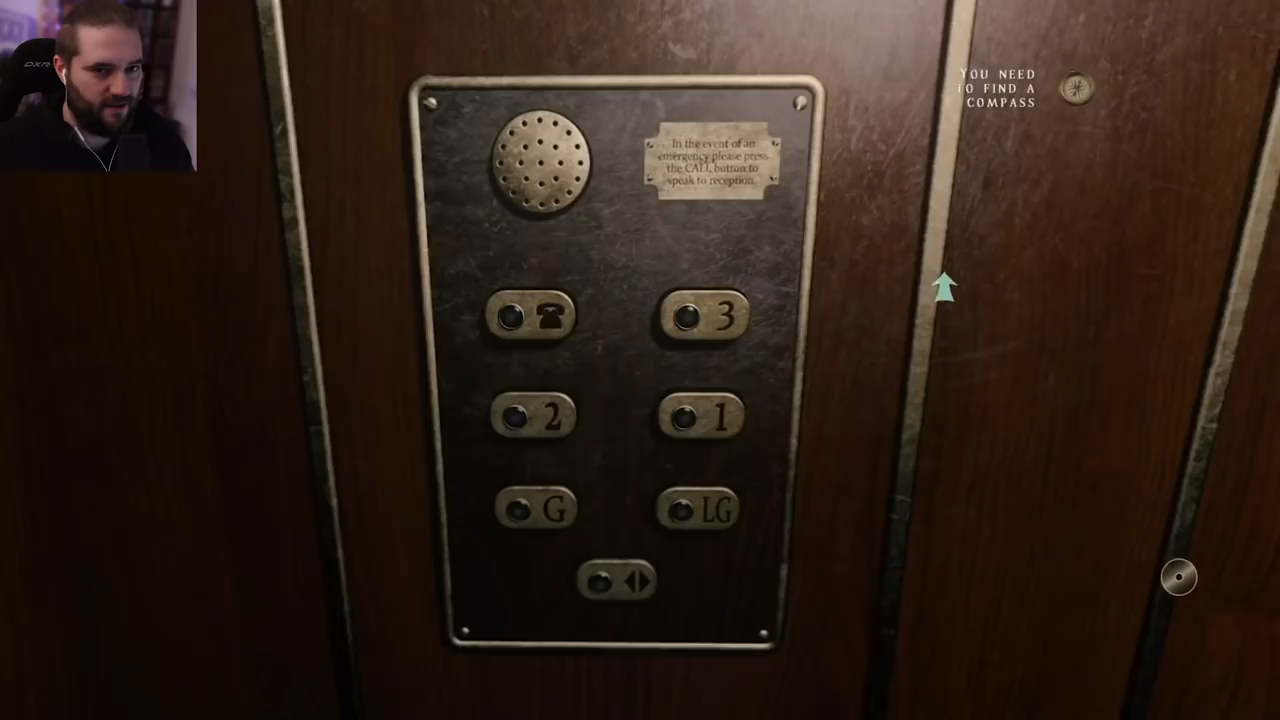 DXR
YOU NEED
TO FIND A
COMPASS
In the event of an
emergency please press
the CALL button to
speak to reception.
3
2
1
G
LG